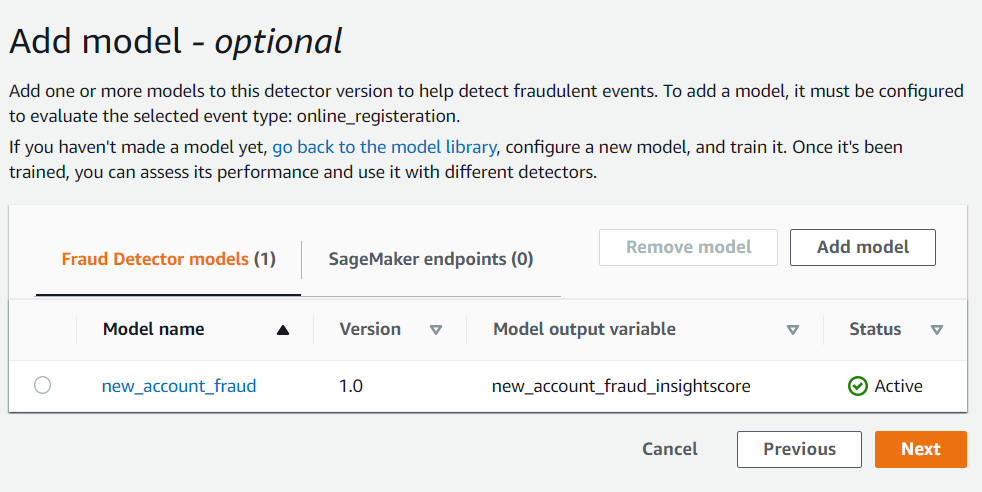 Add model - optional
Add one or more models to this detector version to help detect fraudulent events. To add a model, it must be configured
to evaluate the selected event type: online_registeration.
If you haven't made a model yet, go back to the model library, configure a new model, and train it. Once it's been
trained, you can assess its performance and use it with different detectors.
Fraud Detector models (1) SageMaker endpoints (0) Remove model Add model
Model name Version Model output variable Status
new_account_fraud 1.0 new_account_fraud_insightscore Active
Cancel Previous Next